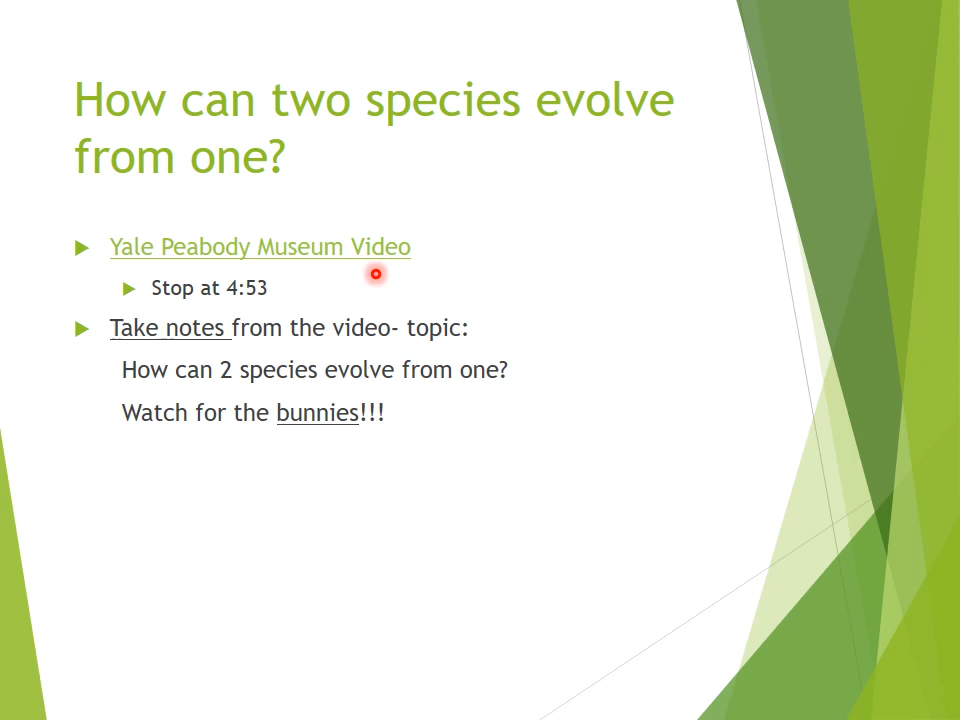 How can two species evolve
from one?
Yale Peabody Museum Video
Stop at 4:53
Take notes from the video- topic:
How can 2 species evolve from one?
Watch for the bunnies!!!